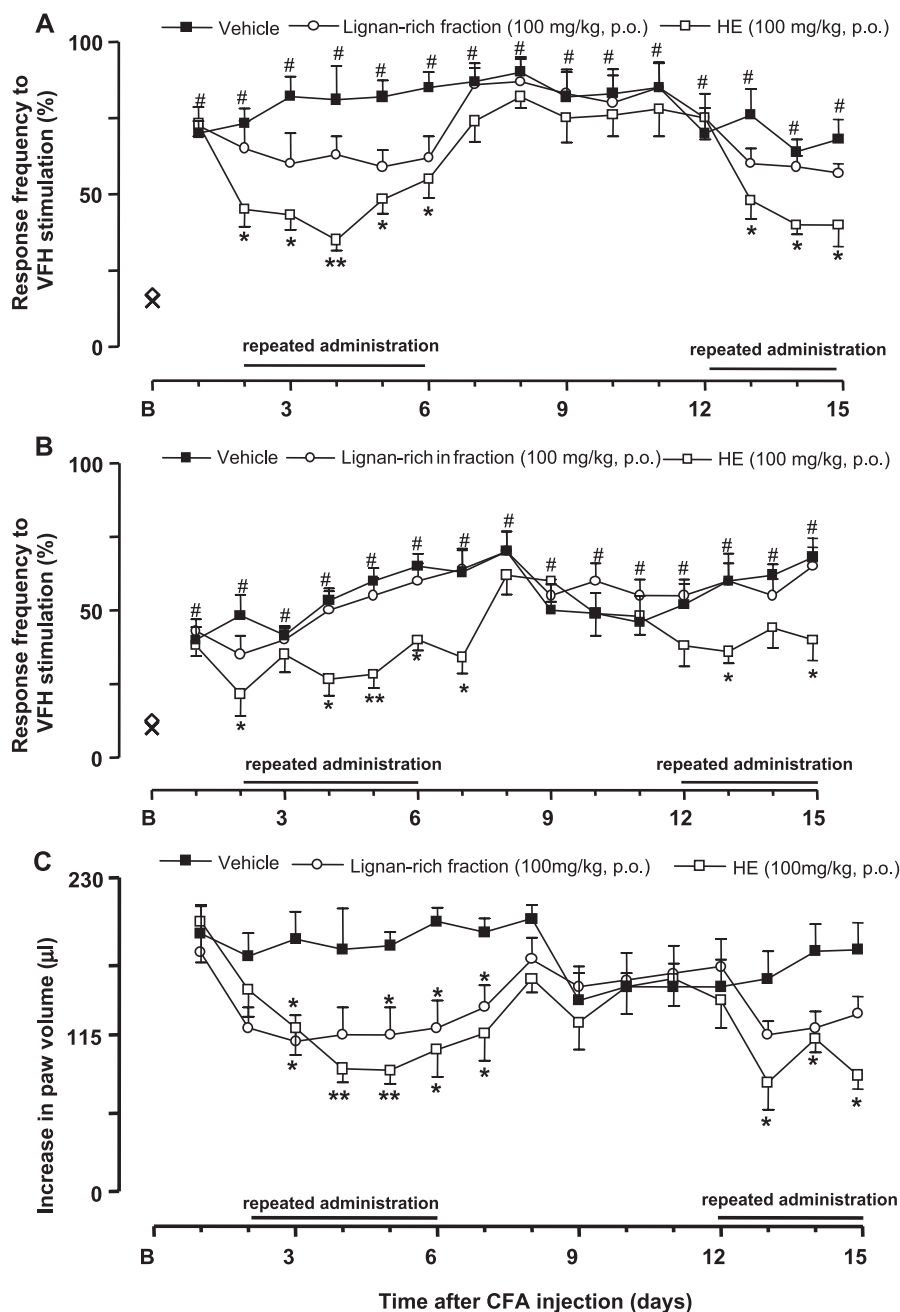 A
Vehicle Lignan-rich fraction (100 mg/kg, p.o.) HE (100 mg/kg, p.o.)
100
50
0
Response frequency to
VFH stimulation (%)
# # # # # # # # # # # # # # #
* * ** * * * * *
repeated administration repeated administration
B 3 6 9 12 15
B
Vehicle Lignan-rich in fraction (100 mg/kg, p.o.) HE (100 mg/kg, p.o.)
100
50
0
Response frequency to
VFH stimulation (%)
# # # # # # # # # # # # # # #
* * ** * * * *
repeated administration repeated administration
B 3 6 9 12 15
C
Vehicle Lignan-rich fraction (100mg/kg, p.o.) HE (100mg/kg, p.o.)
230
115
0
Increase in paw volume (µl)
* * * *
* ** ** * * * * *
repeated administration repeated administration
B 3 6 9 12 15
Time after CFA injection (days)